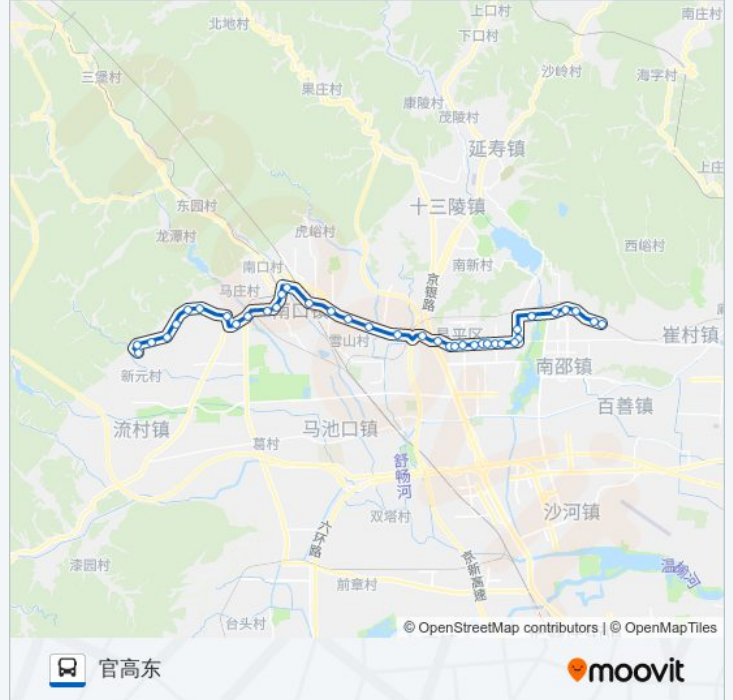 上口村
南庄村
北地村
下口村
三堡村
沙岭村
海字村
果庄村
康陵村
茂陵村
延寿镇
上庄
东园村
十三陵镇
龙潭村
虎峪村
西峪村
南口村
南新村
京银路
马庄村
南口镇
昌平区
雪山村
崔村镇
新元村
南邵镇
百善镇
流村镇
马池口镇
葛村
舒畅河
双塔村
沙河镇
六环路
京新高速
漆园村
温榆河
前章村
台头村
© OpenStreetMap contributors | © OpenMapTiles
官高东
moovit